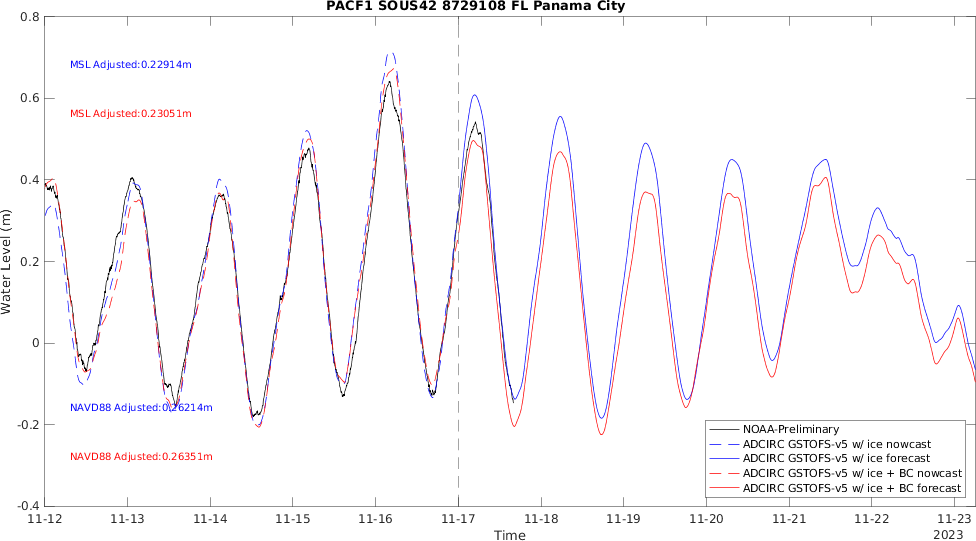 PACF1 SOUS42 8729108 FL Panama City
0.8
0.6
0.4
0.2
0
-0.2
-0.4
Water Level (m)
MSL Adjusted:0.22914m
MSL Adjusted:0.23051m
NAVD88 Adjusted:0.26214m
NAVD88 Adjusted:0.26351m
NOAA-Preliminary
ADCIRC GSTOFS-v5 w/ ice nowcast
ADCIRC GSTOFS-v5 w/ ice forecast
ADCIRC GSTOFS-v5 w/ ice + BC nowcast
ADCIRC GSTOFS-v5 w/ ice + BC forecast
11-12 11-13 11-14 11-15 11-16 11-17 11-18 11-19 11-20 11-21 11-22 11-23
Time
2023